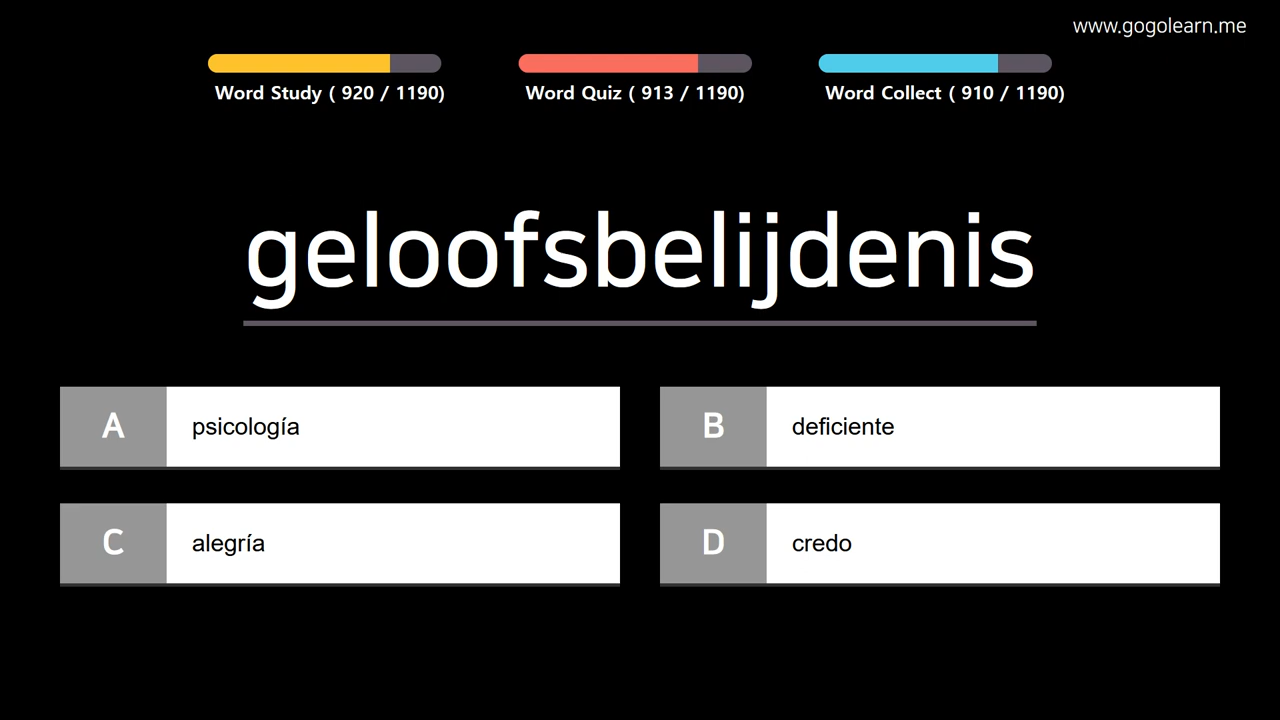 www.gogolearn.me
Word Study ( 920 / 1190)
Word Quiz ( 913 / 1190)
Word Collect ( 910 / 1190)
geloofsbelijdenis
A psicología
B deficiente
C alegría
D credo